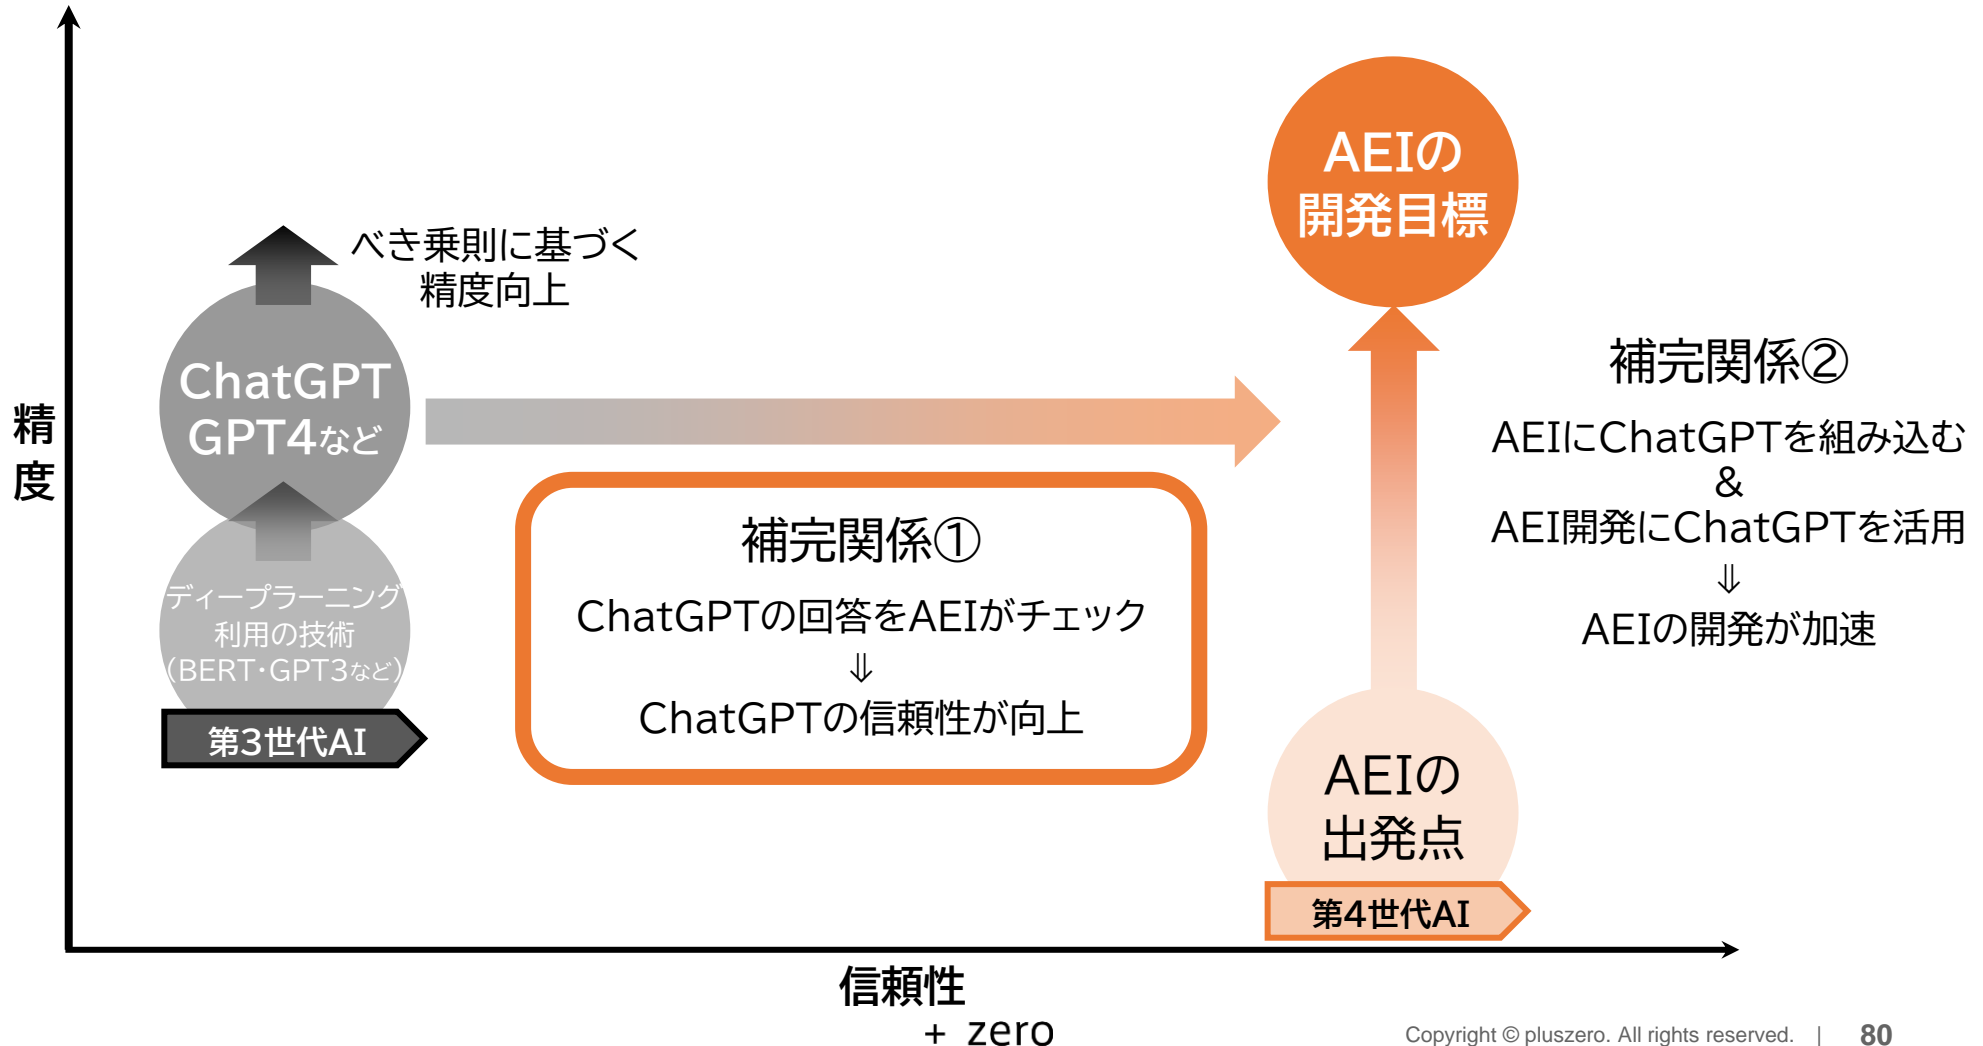 精
度
べき乗則に基づく
精度向上
ChatGPT
GPT4など
ディープラーニング
利用の技術
(BERT・GPT3など)
第3世代AI
補完関係①
ChatGPTの回答をAEIがチェック
⇓
ChatGPTの信頼性が向上
AEIの
開発目標
補完関係②
AEIにChatGPTを組み込む
&
AEI開発にChatGPTを活用
⇓
AEIの開発が加速
AEIの
出発点
第4世代AI
信頼性
+ zero
Copyright © pluszero. All rights reserved. | 80